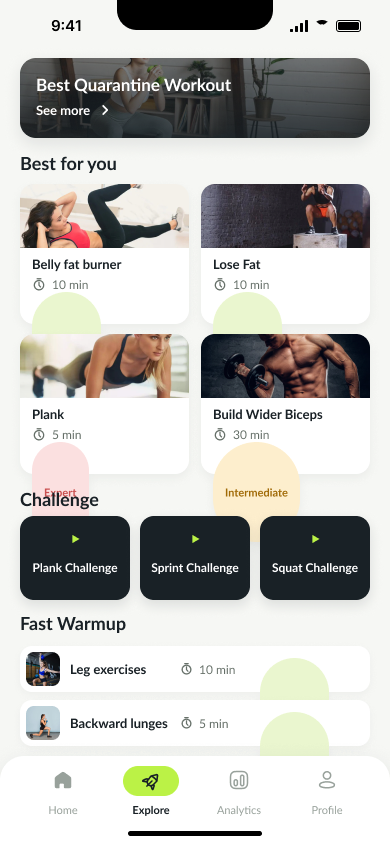 9:41
Best Quarantine Workout
See more
Best for you
Belly fat burner
10 min
Lose Fat
10 min
Plank
5 min
Build Wider Biceps
30 min
Expert
Intermediate
Challenge
Plank Challenge
Sprint Challenge
Squat Challenge
Fast Warmup
Leg exercises
10 min
Backward lunges
5 min
Home
Explore
Analytics
Profile